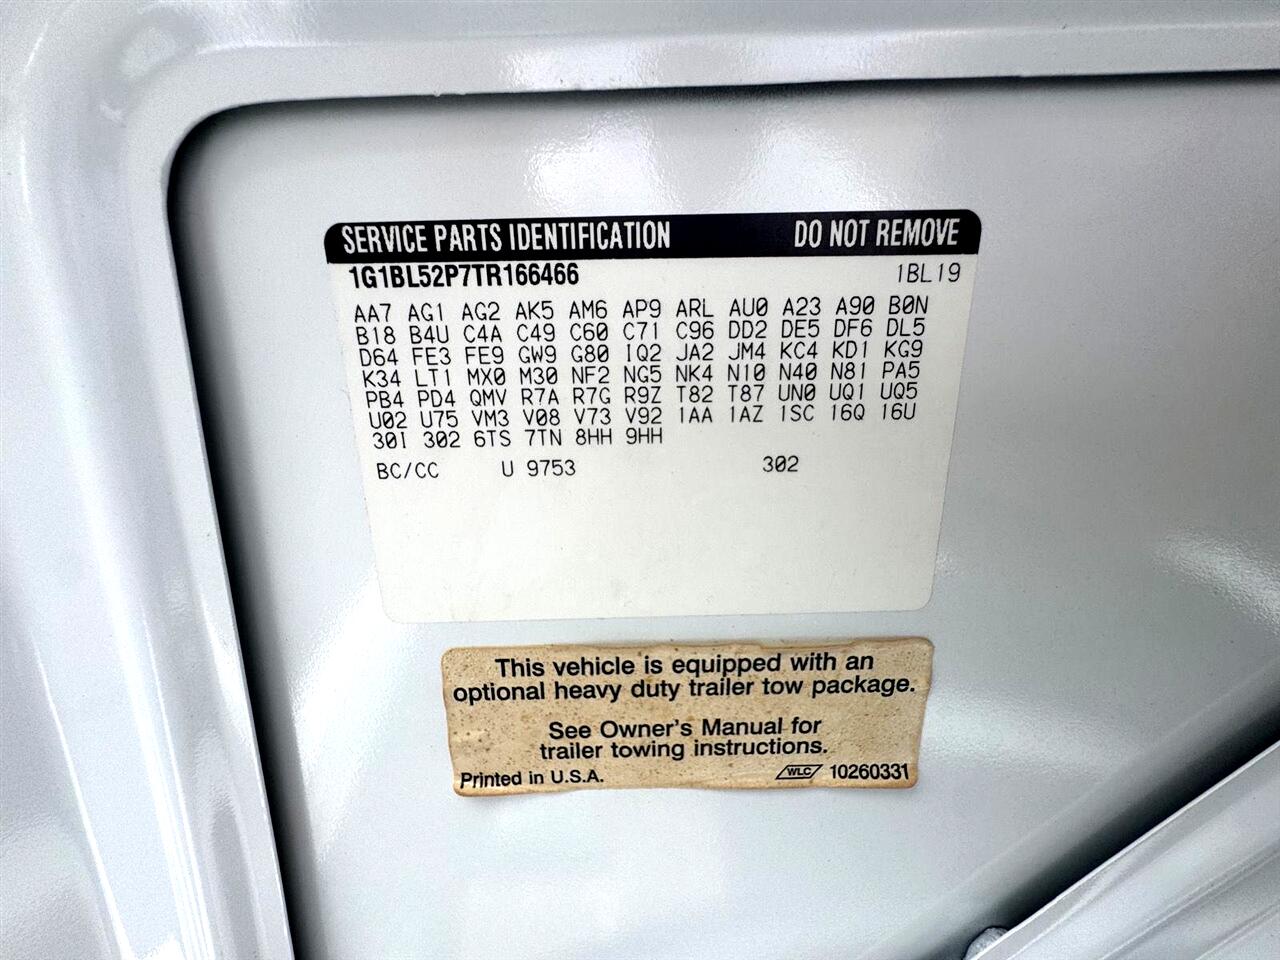 SERVICE PARTS IDENTIFICATION DO NOT REMOVE
1G1BL52P7TR166466 1BL19
AA7 AG1 AG2 AK5 AM6 AP9 ARL AU0 A23 A90 B0N
B18 B4U C4A C49 C60 C71 C96 DD2 DE5 DF6 DL5
D64 FE3 FE9 GW9 G80 IQ2 JA2 JM4 KC4 KD1 KG9
K34 LT1 MX0 M30 NF2 NG5 NK4 N10 N40 N81 PA5
PB4 PD4 QMV R7A R7G R9Z T82 T87 UN0 UQ1 UQ5
U02 U75 VM3 V08 V73 V92 1AA 1AZ 1SC 16Q 16U
30I 302 6TS 7TN 8HH 9HH
BC/CC U 9753 302
This vehicle is equipped with an
optional heavy duty trailer tow package.
See Owner's Manual for
trailer towing instructions.
Printed in U.S.A. WLC 10260331